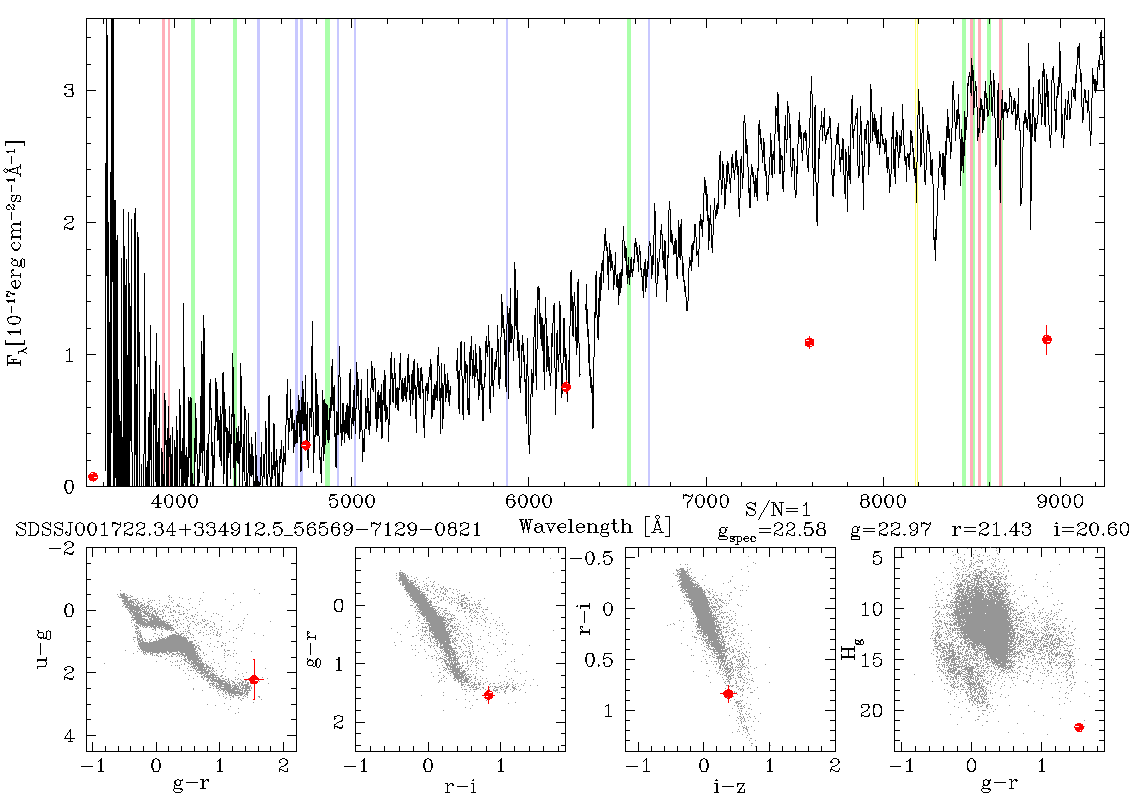 3
2
1
0
F_λ[10^−17 erg cm^−2 s^−1 Å^−1]
4000 5000 6000 7000 8000 9000
Wavelength [Å]
S/N=1
SDSSJ001722.34+334912.5_56569−7129−0821
g_spec=22.58 g=22.97 r=21.43 i=20.60
−2
0
2
4
u−g
−1 0 1 2
g−r
0
1
2
g−r
−1 0 1
r−i
−0.5
0
0.5
1
r−i
−1 0 1 2
i−z
5
10
15
20
H_g
−1 0 1
g−r